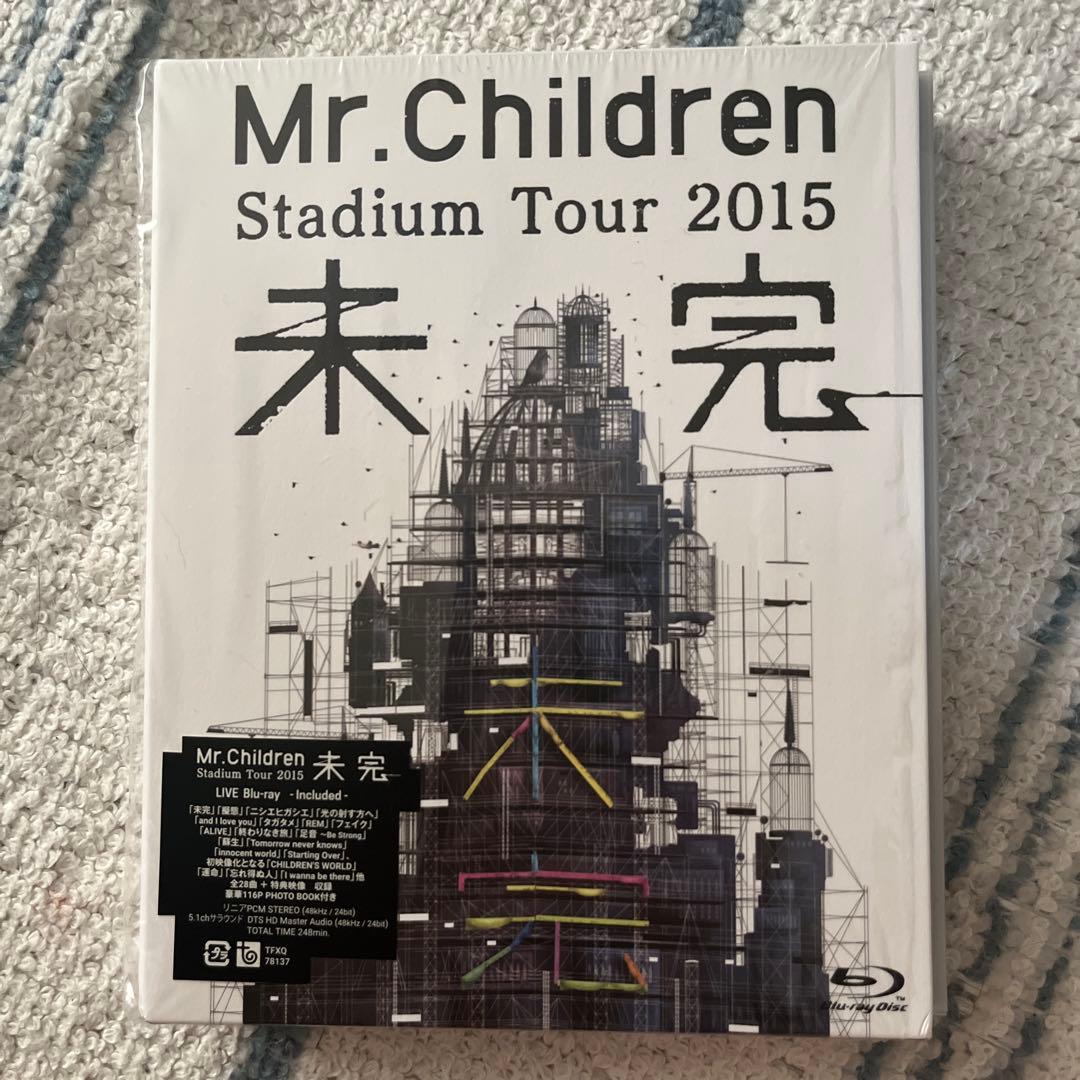 Mr.Children
Stadium Tour 2015
未完
未完
Mr.Children
Stadium Tour 2015 未完
LIVE Blu-ray - Included -
「未完」「擬態」「ニシエヒガシエ」「光の射す方へ」
「and I love you」「タガタメ」「REM」「フェイク」
「ALIVE」「終わりなき旅」「足音 〜Be Strong」
「蘇生」「Tomorrow never knows」
「innocent world」「Starting Over」、
初映像化となる「CHILDREN'S WORLD」
「運命」「忘れ得ぬ人」「I wanna be there」他
全28曲 + 特典映像 収録
豪華116P PHOTO BOOK付き
リニアPCM STEREO (48kHz / 24bit)
5.1chサラウンド DTS HD Master Audio (48kHz / 24bit)
TOTAL TIME 248min.
プラ
TFXQ
78137
Blu-ray Disc
TM